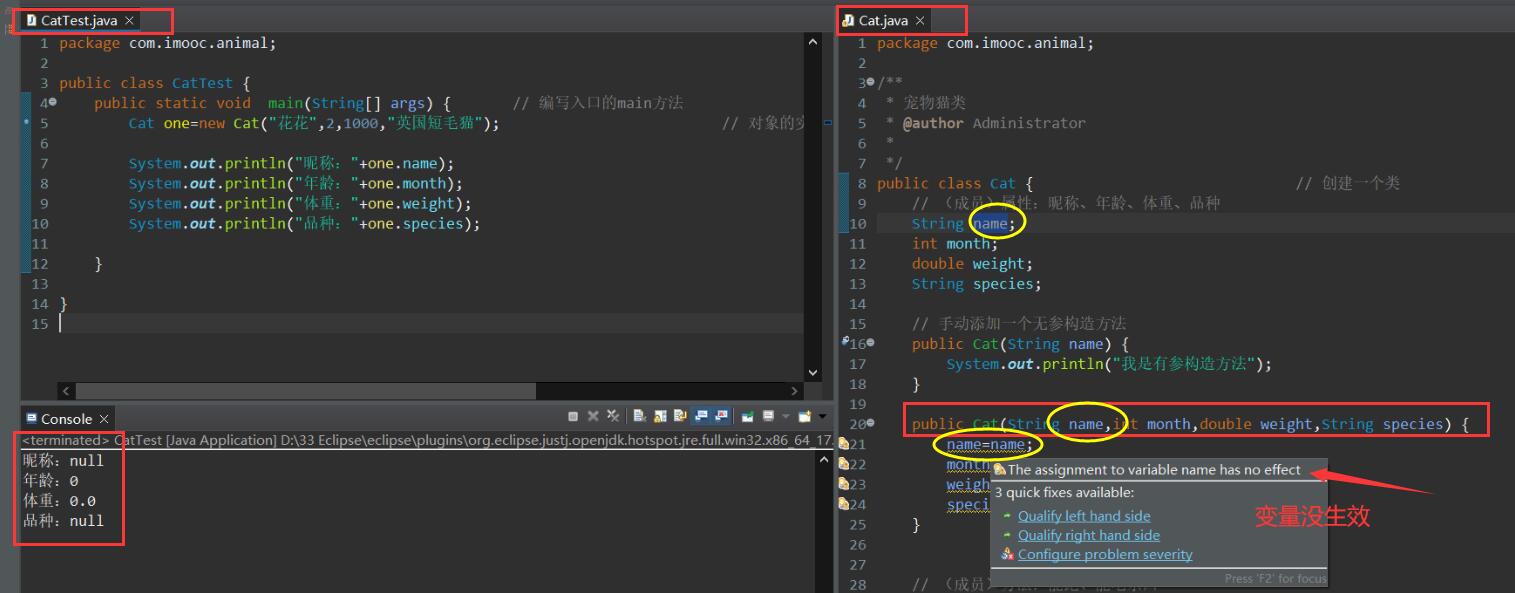 CatTest.java
1 package com.imooc.animal;
2
3 public class CatTest {
4 public static void main(String[] args) { // 编写入口的main方法
5 Cat one=new Cat("花花",2,1000,"英国短毛猫"); // 对象的实
6
7 System.out.println("昵称："+one.name);
8 System.out.println("年龄："+one.month);
9 System.out.println("体重："+one.weight);
10 System.out.println("品种："+one.species);
11
12 }
13
14 }
15
Console
<terminated> CatTest [Java Application] D:\33 Eclipse\eclipse\plugins\org.eclipse.justj.openjdk.hotspot.jre.full.win32.x86_64_17.
昵称：null
年龄：0
体重：0.0
品种：null
Cat.java
1 package com.imooc.animal;
2
3 /**
4 * 宠物猫类
5 * @author Administrator
6 *
7 */
8 public class Cat { // 创建一个类
9 // （成员）属性：昵称、年龄、体重、品种
10 String name;
11 int month;
12 double weight;
13 String species;
14
15 // 手动添加一个无参构造方法
16 public Cat(String name) {
17 System.out.println("我是有参构造方法");
18 }
19
20 public Cat(String name,int month,double weight,String species) {
21 name=name;
22 month
23 weigh
24 speci
25 }
26
27
28 // （成员）
The assignment to variable name has no effect
3 quick fixes available:
Qualify left hand side
Qualify right hand side
Configure problem severity
Press 'F2' for focus
变量没生效